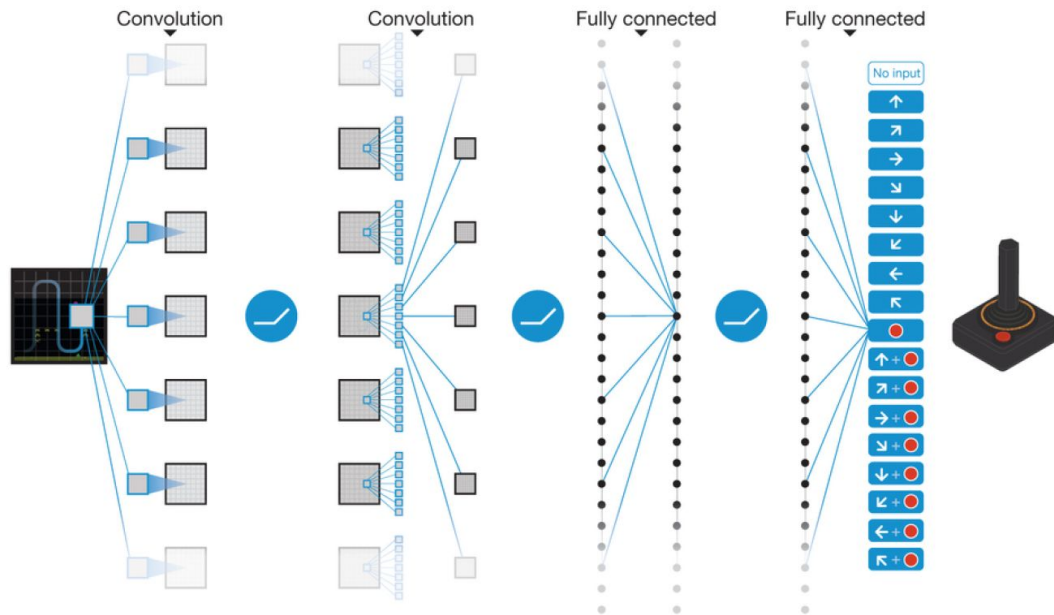 Convolution
Convolution
Fully connected
Fully connected
No input
+
+
+
+
+
+
+
+